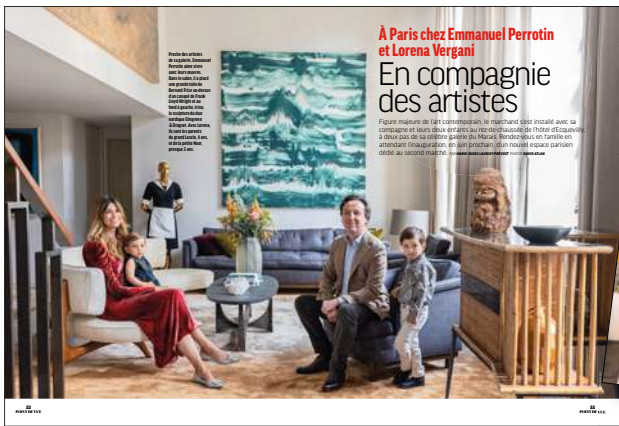 À Paris chez Emmanuel Perrotin
et Lorena Vergani
En compagnie
des artistes
Figure majeure de l'art contemporain, le marchand s'est installé avec sa
compagne et leurs deux enfants au rez-de-chaussée de l'hôtel d'Ecquevilly,
à deux pas de sa célèbre galerie du Marais. Rendez-vous en famille en
attendant l'inauguration, en juin prochain, d'un nouvel espace parisien
dédié au second marché. PAR
Proche des artistes
de sa galerie, Emmanuel
Perrotin aime vivre
avec leurs œuvres.
Dans le salon, il a placé
une grande toile de
Bernard Frize au-dessus
d'un canapé de Frank
Lloyd Wright et au
fond à gauche,
la sculpture du duo
nordique Elmgreen
& Dragset. Avec Lorena,
ils sont les parents
du grand 4 ans,
et de la petite
presque 2 ans.
32
POINT DE VUE
33
POINT DE VUE